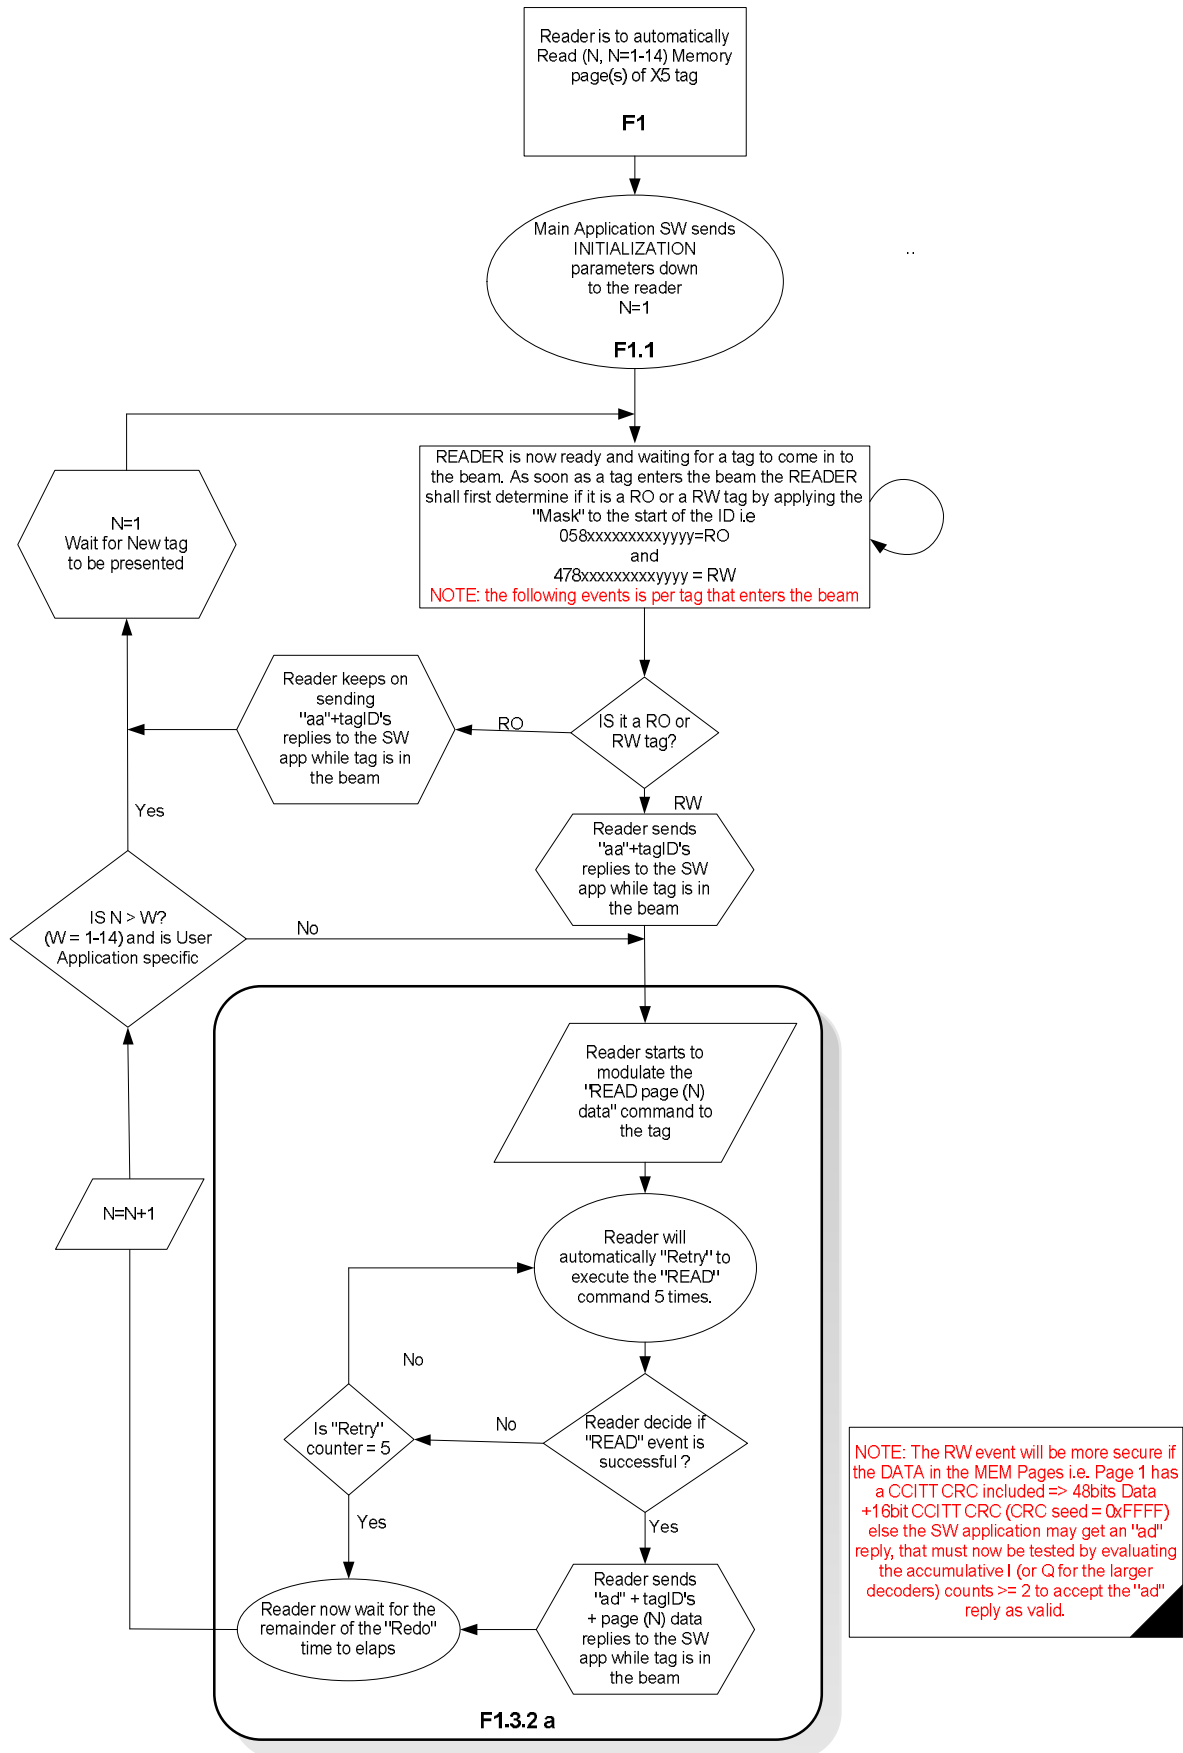 Reader is to automatically
Read (N, N=1-14) Memory
page(s) of X5 tag
F1
Main Application SW sends
INITIALIZATION
parameters down
to the reader
N=1
F1.1
..
READER is now ready and waiting for a tag to come in to
the beam. As soon as a tag enters the beam the READER
shall first determine if it is a RO or a RW tag by applying the
"Mask" to the start of the ID i.e
058xxxxxxxxxyyyy=RO
and
478xxxxxxxxxyyyy = RW
NOTE: the following events is per tag that enters the beam
N=1
Wait for New tag
to be presented
Reader keeps on
sending
"aa"+tagID's
replies to the SW
app while tag is in
the beam
RO
IS it a RO or
RW tag?
RW
Yes
Reader sends
"aa"+tagID's
replies to the SW
app while tag is in
the beam
IS N > W?
(W = 1-14) and is User
Application specific
No
Reader starts to
modulate the
"READ page (N)
data" command to
the tag
N=N+1
Reader will
automatically "Retry" to
execute the "READ"
command 5 times.
No
Is "Retry"
counter = 5
No
Reader decide if
"READ" event is
successful ?
Yes
Yes
Reader now wait for the
remainder of the "Redo"
time to elaps
Reader sends
"ad" + tagID's
+ page (N) data
replies to the SW
app while tag is in
the beam
F1.3.2 a
NOTE: The RW event will be more secure if
the DATA in the MEM Pages i.e. Page 1 has
a CCITT CRC included => 48bits Data
+16bit CCITT CRC (CRC seed = 0xFFFF)
else the SW application may get an "ad"
reply, that must now be tested by evaluating
the accumulative I (or Q for the larger
decoders) counts >= 2 to accept the "ad"
reply as valid.